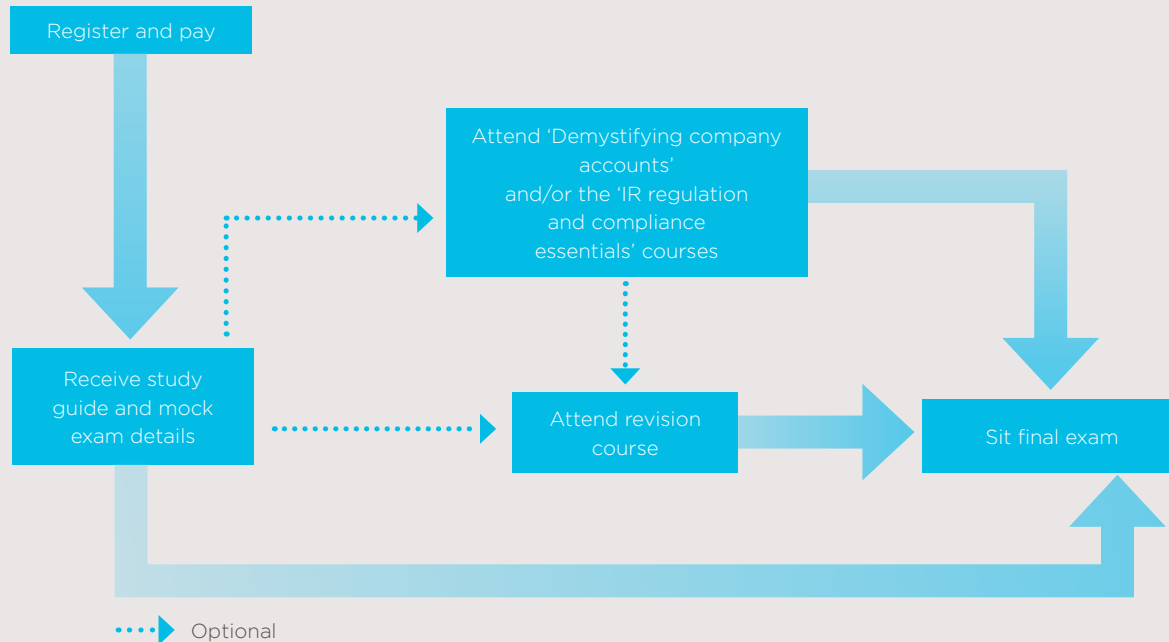 Register and pay
Attend ‘Demystifying company
accounts’
and/or the ‘IR regulation
and compliance
essentials’ courses
Receive study
guide and mock
exam details
Attend revision
course
Sit final exam
Optional